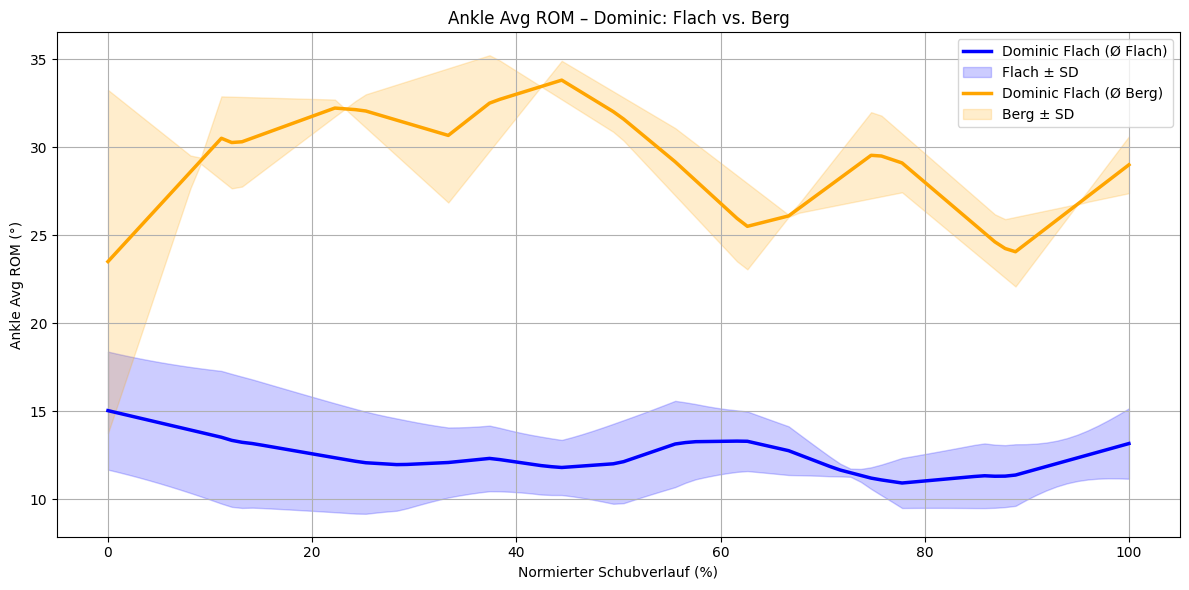 Ankle Avg ROM – Dominic: Flach vs. Berg
Dominic Flach (Ø Flach)
Flach ± SD
Dominic Flach (Ø Berg)
Berg ± SD
Ankle Avg ROM (°)
35
30
25
20
15
10
0
20
40
60
80
100
Normierter Schubverlauf (%)